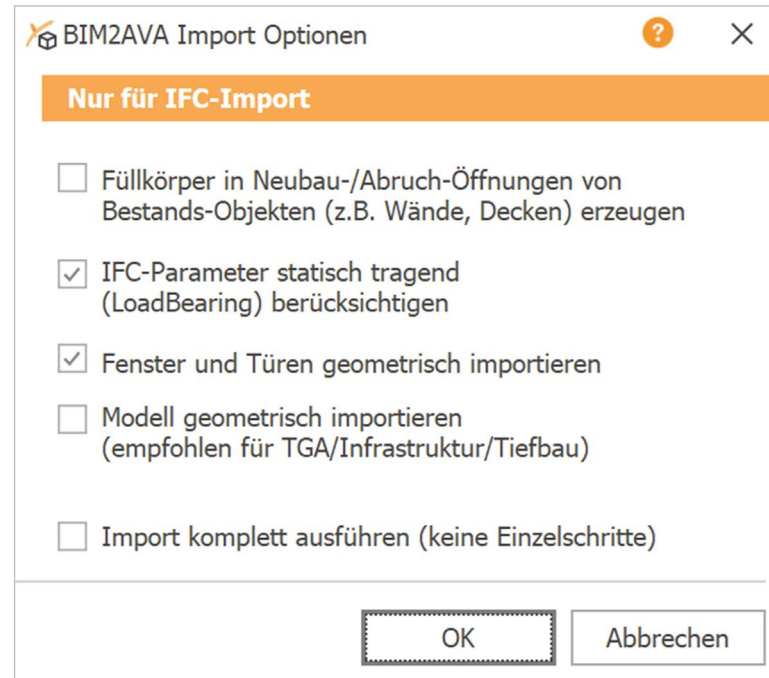 BIM2AVA Import Optionen
?
Nur für IFC-Import
Füllkörper in Neubau-/Abruch-Öffnungen von
Bestands-Objekten (z.B. Wände, Decken) erzeugen
IFC-Parameter statisch tragend
(LoadBearing) berücksichtigen
Fenster und Türen geometrisch importieren
Modell geometrisch importieren
(empfohlen für TGA/Infrastruktur/Tiefbau)
Import komplett ausführen (keine Einzelschritte)
OK
Abbrechen